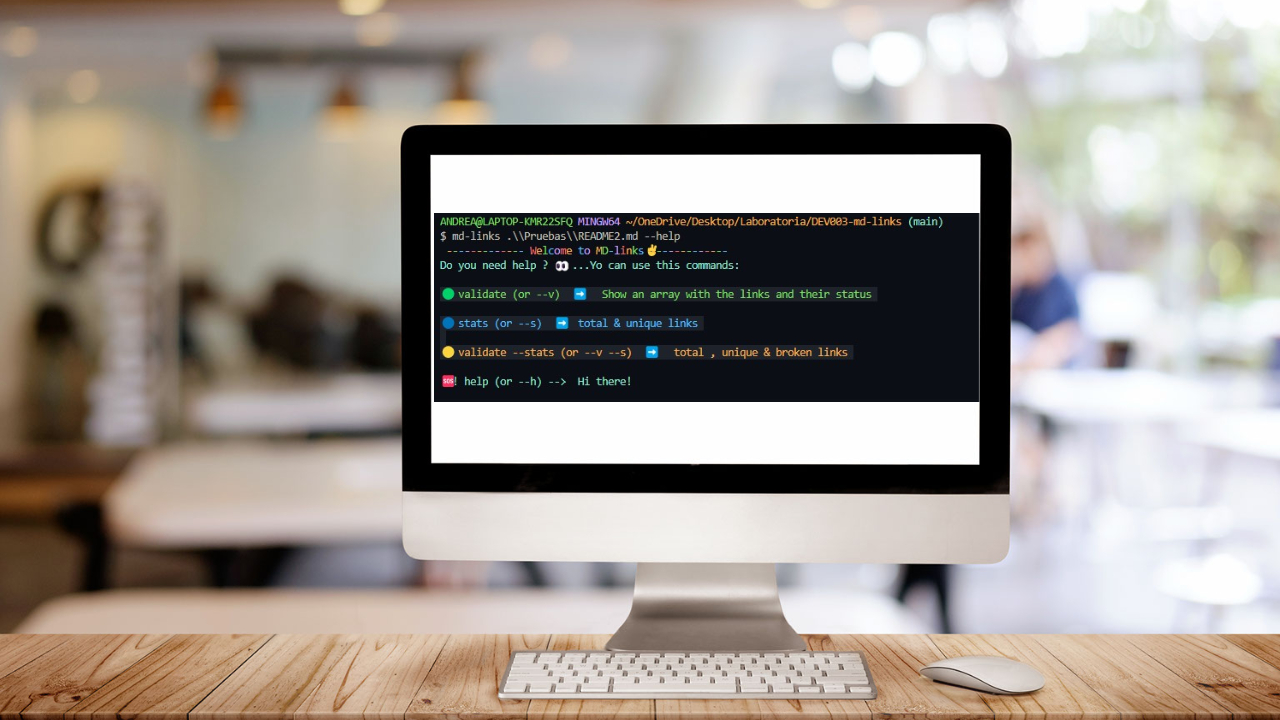 ANDREA@LAPTOP-KMR22SFQ MINGW64 ~/OneDrive/Desktop/Laboratoria/DEV003-md-links (main)
$ md-links .\\Pruebas\\README2.md --help
------------- Welcome to MD-links✌------------
Do you need help ? 👀 ...Yo can use this commands:
🟢 validate (or --v) ➡ Show an array with the links and their status
🔵 stats (or --s) ➡ total & unique links
🟡 validate --stats (or --v --s) ➡ total , unique & broken links
🆘! help (or --h) --> Hi there!